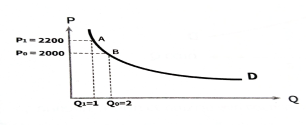 P
P₁ = 2200
A
P₀ = 2000
B
D
Q₁=1
Q₀=2
Q